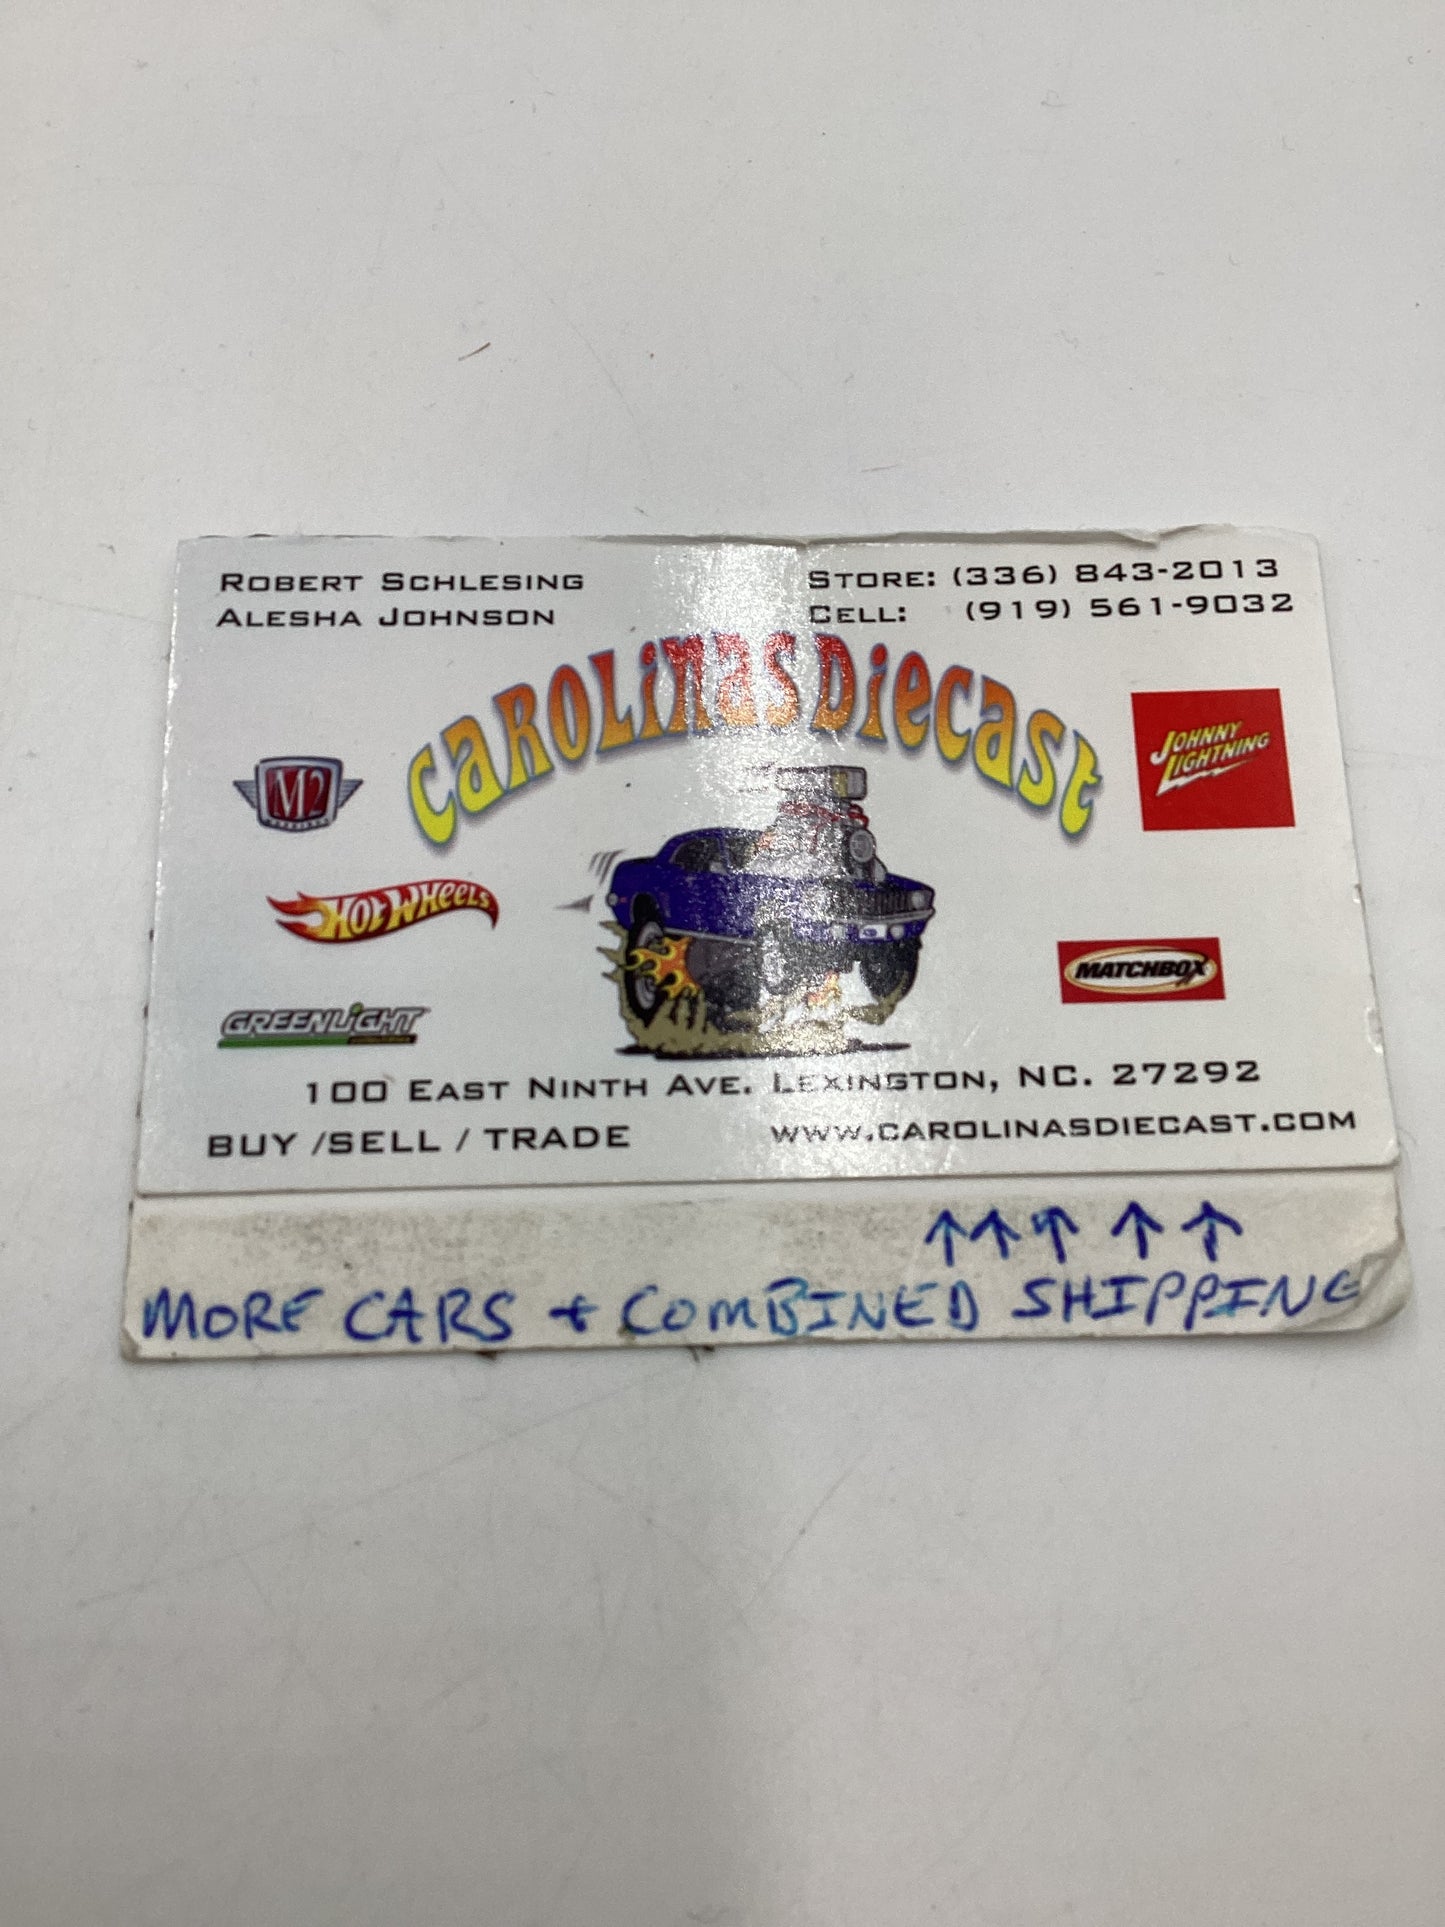 ROBERT SCHLESING
ALESHA JOHNSON
STORE: (336) 843-2013
CELL: (919) 561-9032
CAROLINAS DIECAST
JOHNNY
LIGHTNING
M2
MACHINES
HOT WHEELS
MATCHBOX
GREENLIGHT
100 EAST NINTH AVE. LEXINGTON, NC. 27292
BUY /SELL / TRADE
WWW.CAROLINASDIECAST.COM
MORE CARS + COMBINED SHIPPING